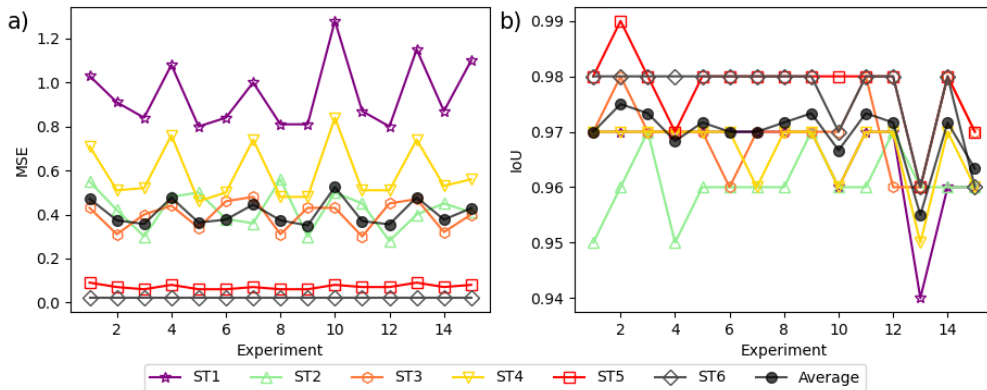 a)
MSE
1.2
1.0
0.8
0.6
0.4
0.2
0.0
2 4 6 8 10 12 14
Experiment
b)
IoU
0.99
0.98
0.97
0.96
0.95
0.94
2 4 6 8 10 12 14
Experiment
ST1 ST2 ST3 ST4 ST5 ST6 Average